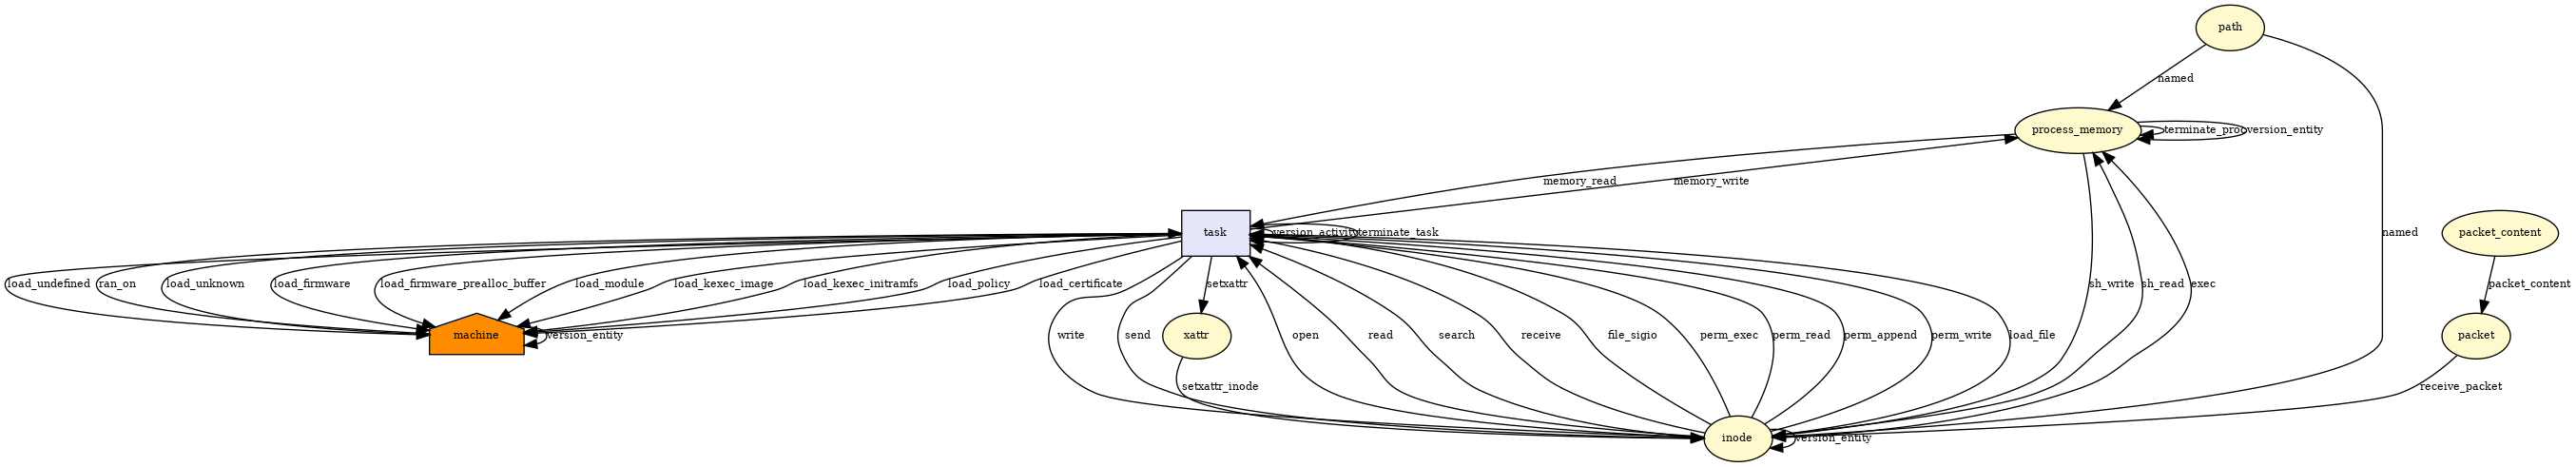 path
named
process_memory
terminate_proc
version_entity
memory_read
memory_write
task
version_activity
terminate_task
packet_content
named
load_undefined
ran_on
load_unknown
load_firmware
load_firmware_prealloc_buffer
load_module
load_kexec_image
load_kexec_initramfs
load_policy
load_certificate
setxattr
sh_write
sh_read
exec
packet_content
machine
version_entity
write
send
xattr
open
read
search
receive
file_sigio
perm_exec
perm_read
perm_append
perm_write
load_file
packet
setxattr_inode
receive_packet
inode
version_entity